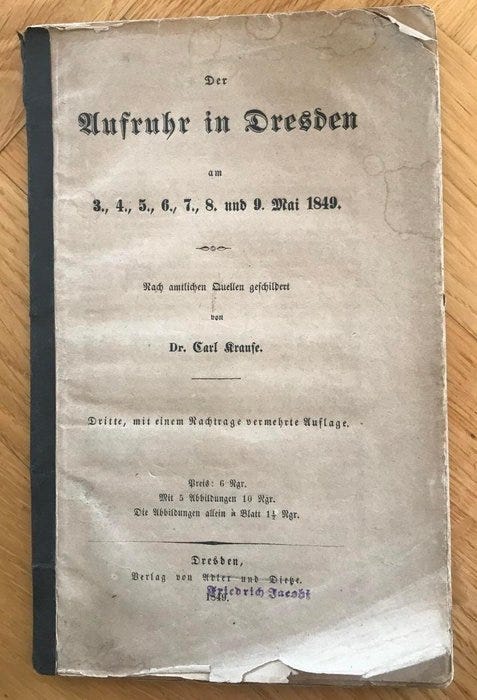 Der
Aufruhr in Dresden
am
3., 4., 5., 6., 7., 8. und 9. Mai 1849.
Nach amtlichen Quellen geschildert
von
Dr. Carl Krause.
Dritte, mit einem Nachtrage vermehrte Auflage.
Preis: 6 Ngr.
Mit 5 Abbildungen 10 Ngr.
Die Abbildungen allein à Blatt 1½ Ngr.
Dresden,
Verlag von Adler und Dietze.
Friedrich Jacobi
1849.